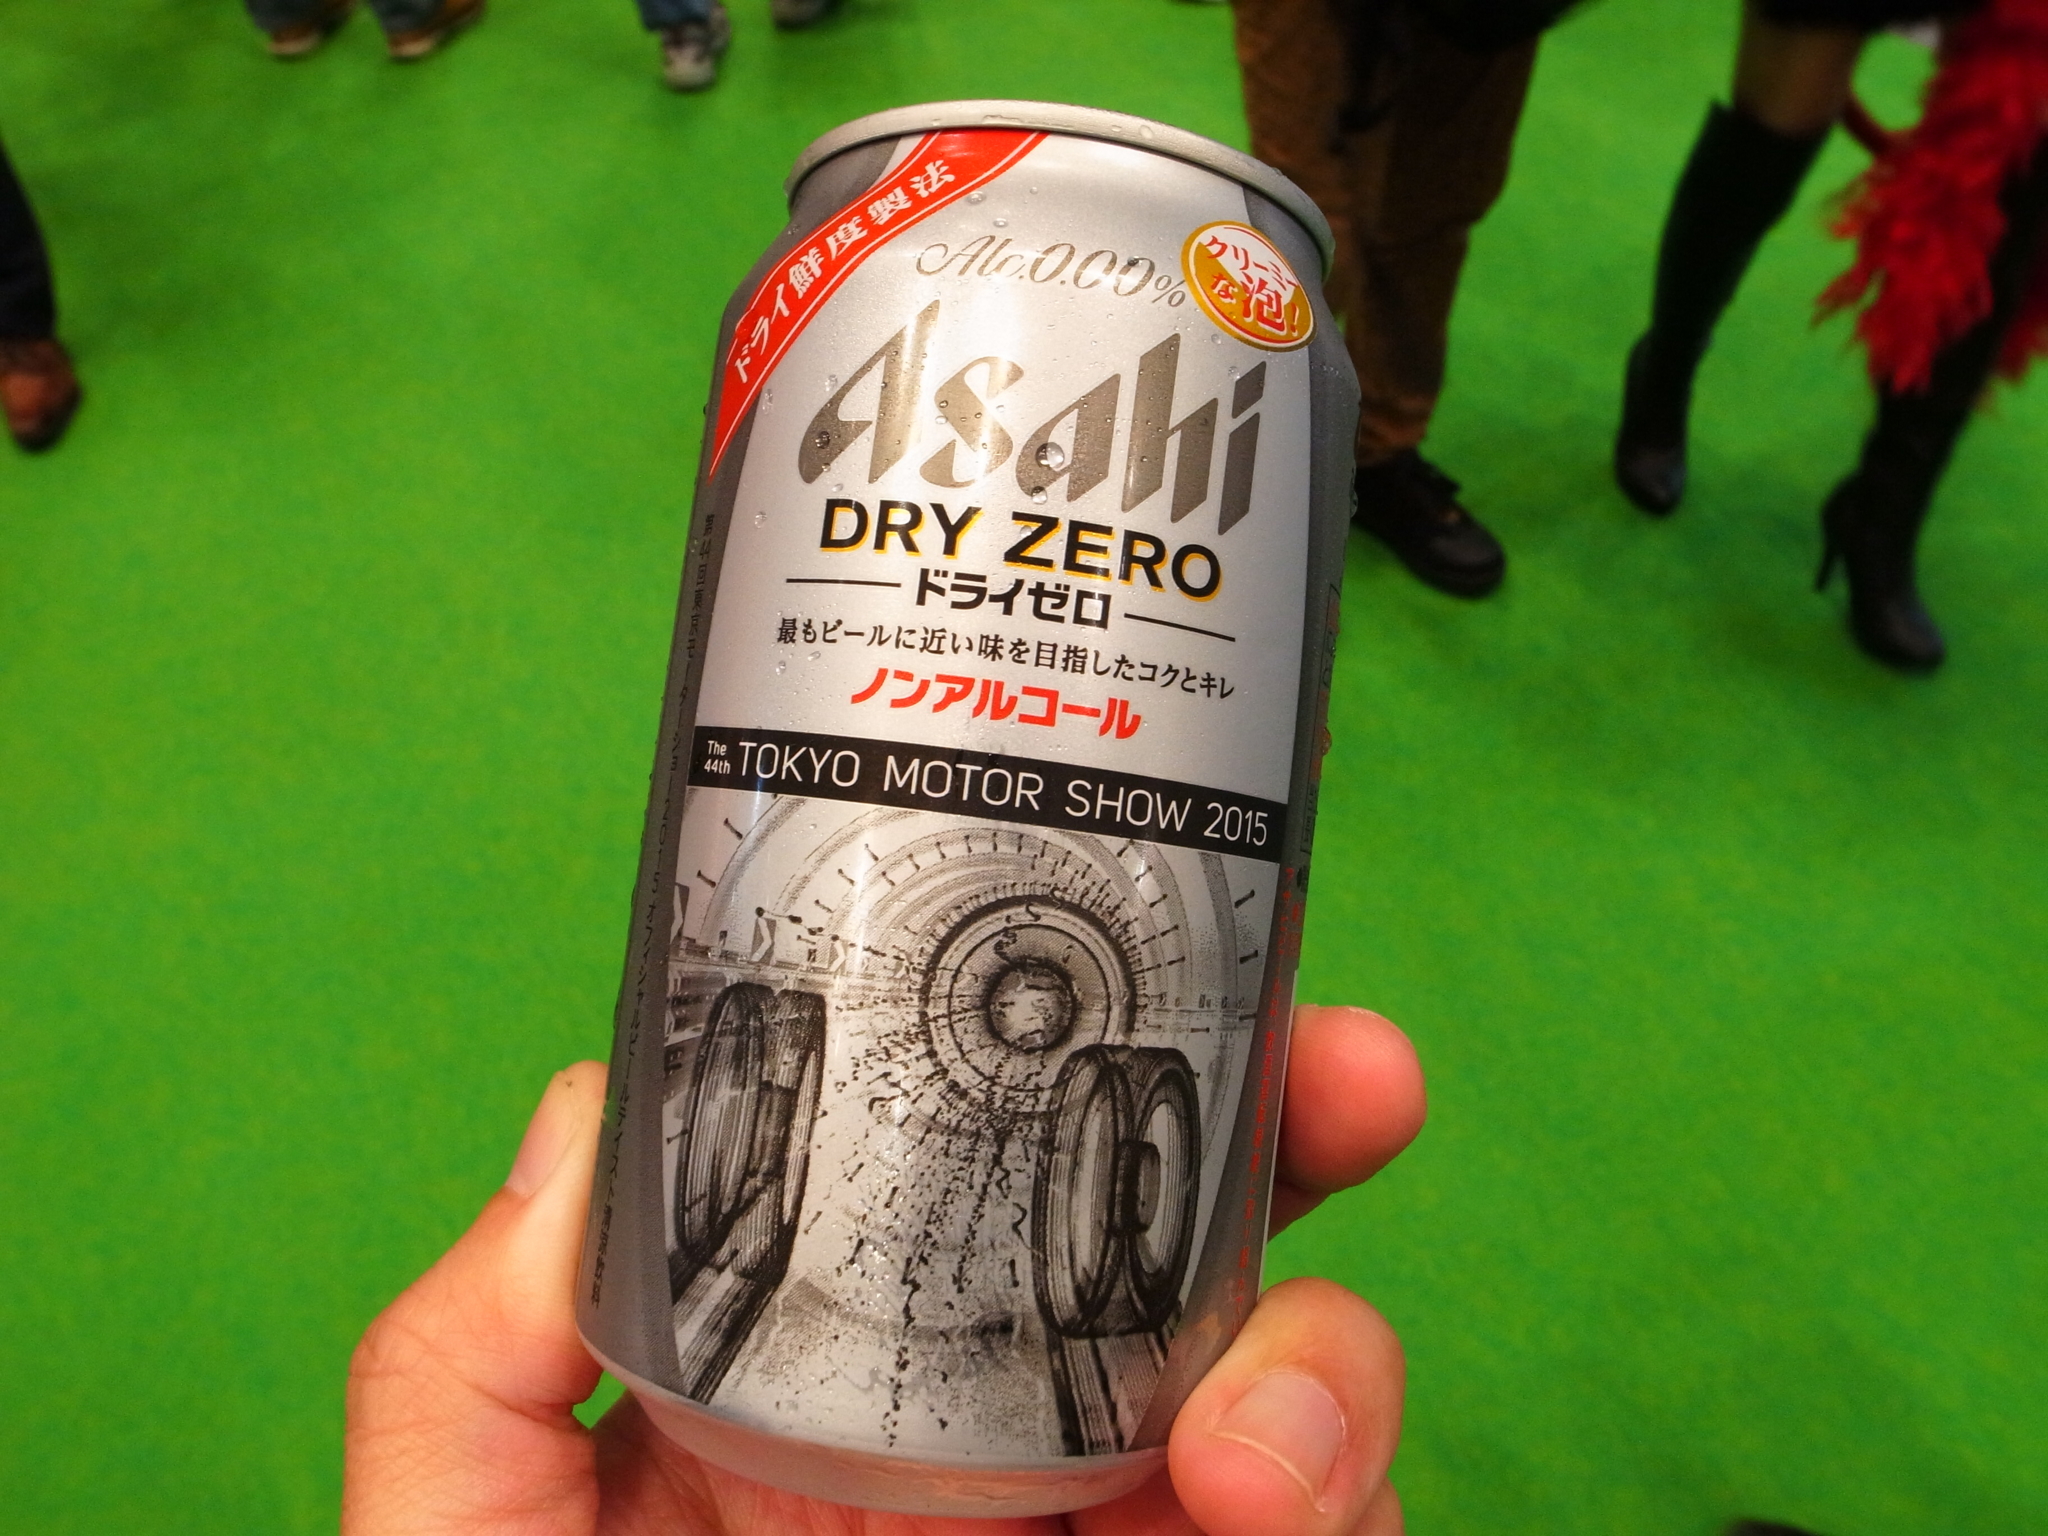 ドライ鮮度製法
Alc.0.00%
クリーミー
な泡!
Asahi
DRY ZERO
ドライゼロ
最もビールに近い味を目指したコクとキレ
ノンアルコール
The 44th TOKYO MOTOR SHOW 2015